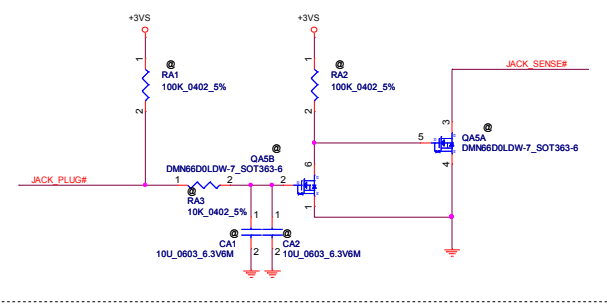 +3VS
+3VS
@
RA1
100K_0402_5%
1
2
@
RA2
100K_0402_5%
1
2
JACK_SENSE#
@
QA5A
DMN66D0LDW-7_SOT363-6
3
5
4
@
QA5B
DMN66D0LDW-7_SOT363-6
6
2
1
JACK_PLUG#
1
2
@
RA3
10K_0402_5%
1
1
@
CA1
10U_0603_6.3V6M
2
@
CA2
10U_0603_6.3V6M
2